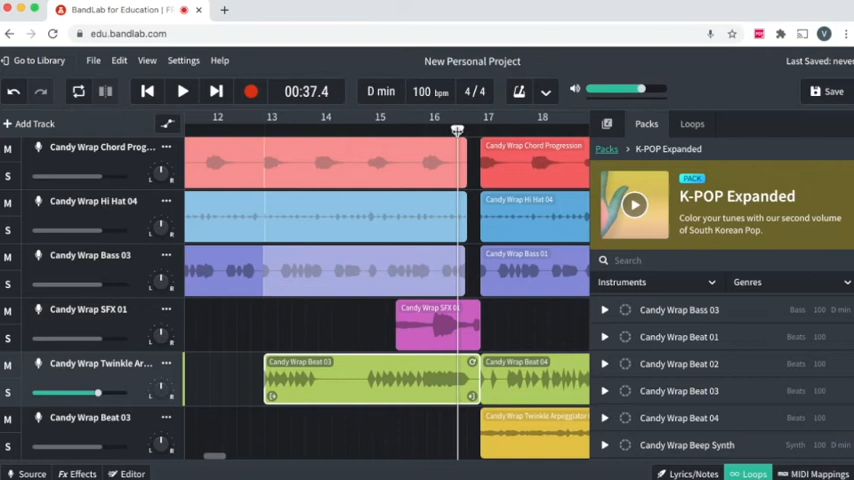 BandLab for Education | Fr
edu.bandlab.com
V
Go to Library File Edit View Settings Help New Personal Project Last Saved: never
00:37.4 D min 100 bpm 4 / 4 Save
Add Track 12 13 14 15 16 17 18 Packs Loops
M Candy Wrap Chord Prog... Candy Wrap Chord Progression
S L R
M Candy Wrap Hi Hat 04 Candy Wrap Hi Hat 04
S L R
M Candy Wrap Bass 03 Candy Wrap Bass 01
S L R
M Candy Wrap SFX 01 Candy Wrap SFX 01
S L R
M Candy Wrap Twinkle Ar... Candy Wrap Beat 03 Candy Wrap Beat 04
S L R
M Candy Wrap Beat 03 Candy Wrap Twinkle Arpeggiator
S L R
Packs > K-POP Expanded
PACK
K-POP Expanded
Color your tunes with our second volume
of South Korean Pop.
Search
Instruments Genres
Candy Wrap Bass 03 Bass 100 D min
Candy Wrap Beat 01 Beats 100
Candy Wrap Beat 02 Beats 100
Candy Wrap Beat 03 Beats 100
Candy Wrap Beat 04 Beats 100
Candy Wrap Beep Synth Synth 100
Source Fx Effects Editor Lyrics/Notes Loops MIDI Mappings